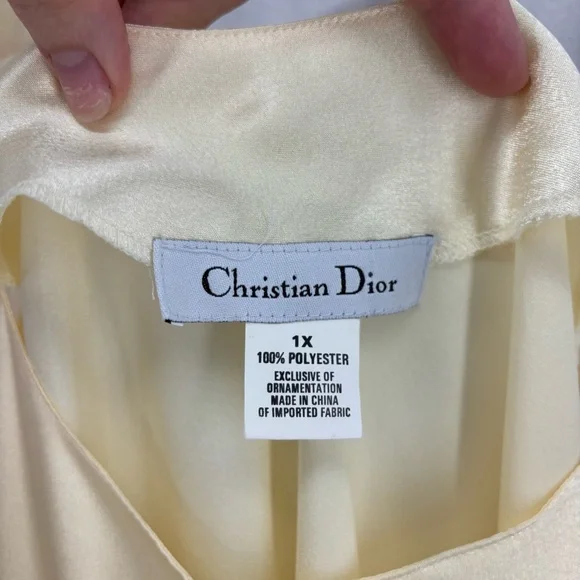 Christian Dior
1X
100% POLYESTER
EXCLUSIVE OF
ORNAMENTATION
MADE IN CHINA
OF IMPORTED FABRIC